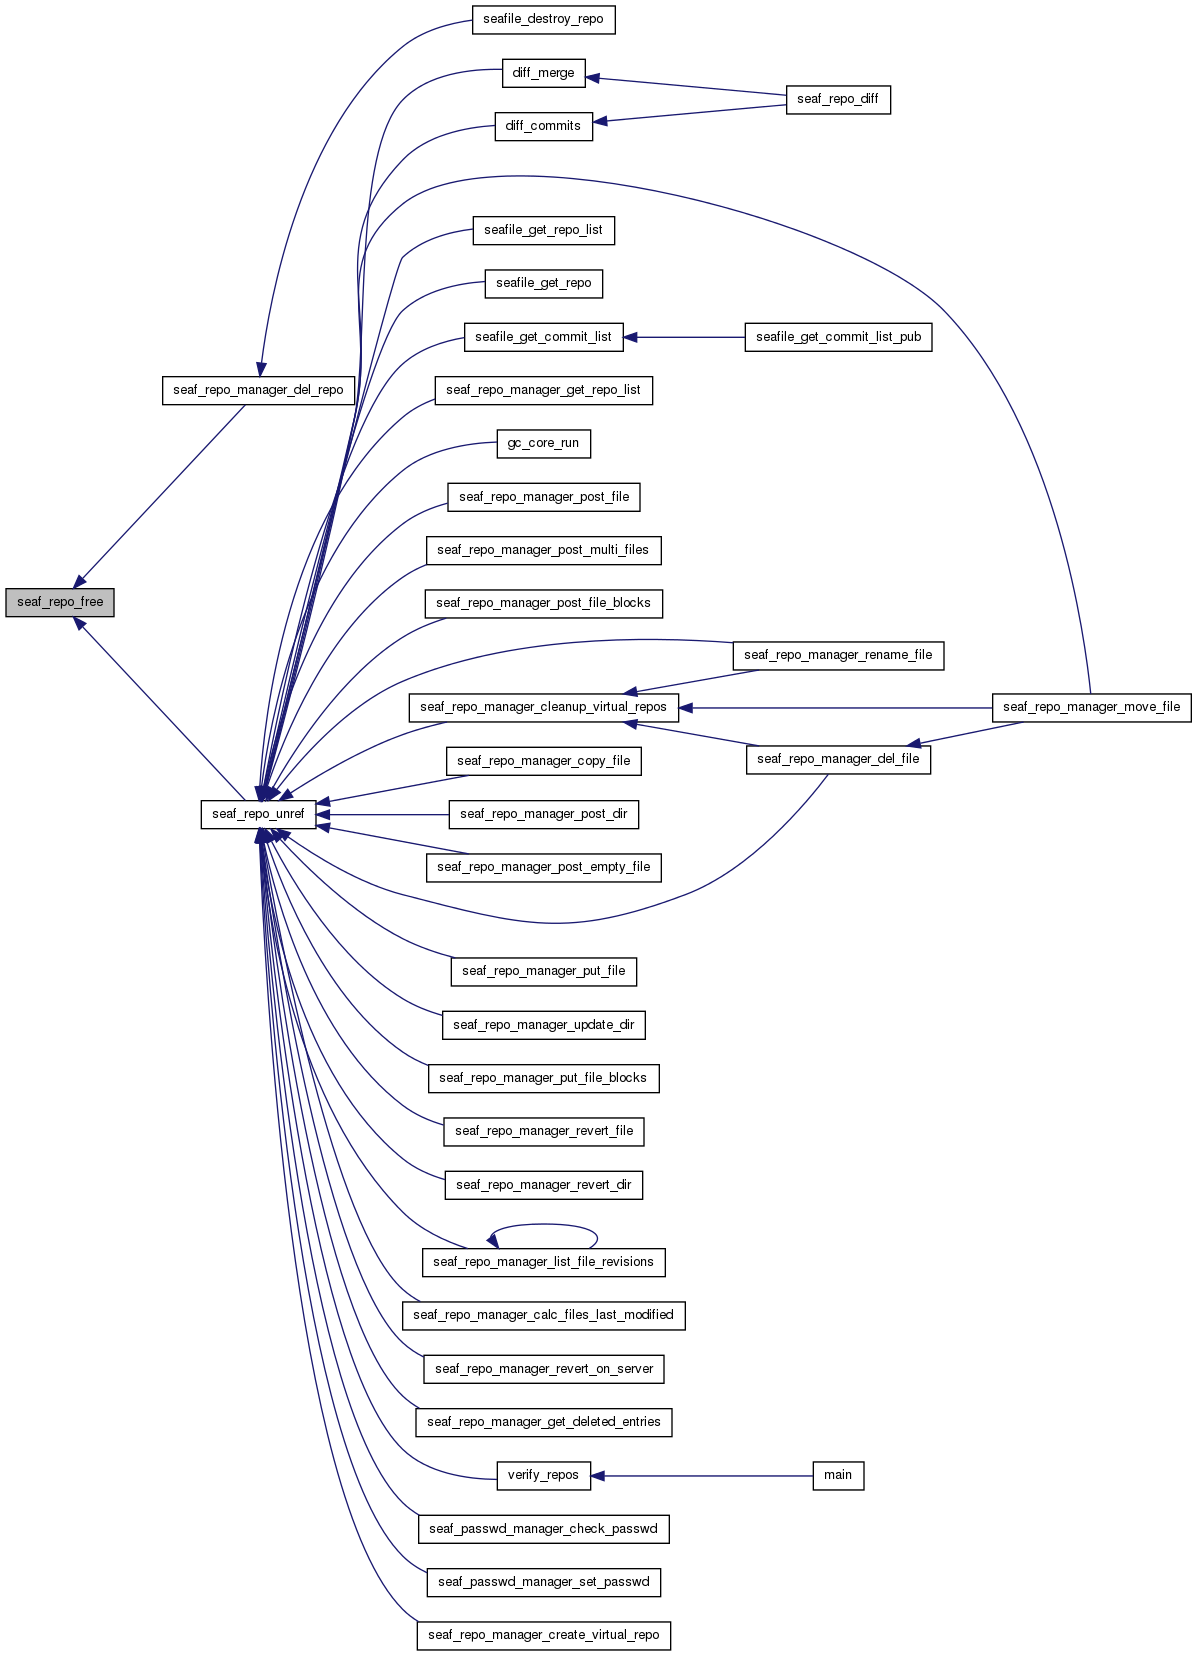 seafile_destroy_repo
diff_merge
seaf_repo_diff
diff_commits
seafile_get_repo_list
seafile_get_repo
seafile_get_commit_list
seafile_get_commit_list_pub
seaf_repo_manager_del_repo
seaf_repo_manager_get_repo_list
gc_core_run
seaf_repo_manager_post_file
seaf_repo_manager_post_multi_files
seaf_repo_free
seaf_repo_manager_post_file_blocks
seaf_repo_manager_rename_file
seaf_repo_manager_cleanup_virtual_repos
seaf_repo_manager_move_file
seaf_repo_manager_copy_file
seaf_repo_manager_del_file
seaf_repo_unref
seaf_repo_manager_post_dir
seaf_repo_manager_post_empty_file
seaf_repo_manager_put_file
seaf_repo_manager_update_dir
seaf_repo_manager_put_file_blocks
seaf_repo_manager_revert_file
seaf_repo_manager_revert_dir
seaf_repo_manager_list_file_revisions
seaf_repo_manager_calc_files_last_modified
seaf_repo_manager_revert_on_server
seaf_repo_manager_get_deleted_entries
verify_repos
main
seaf_passwd_manager_check_passwd
seaf_passwd_manager_set_passwd
seaf_repo_manager_create_virtual_repo